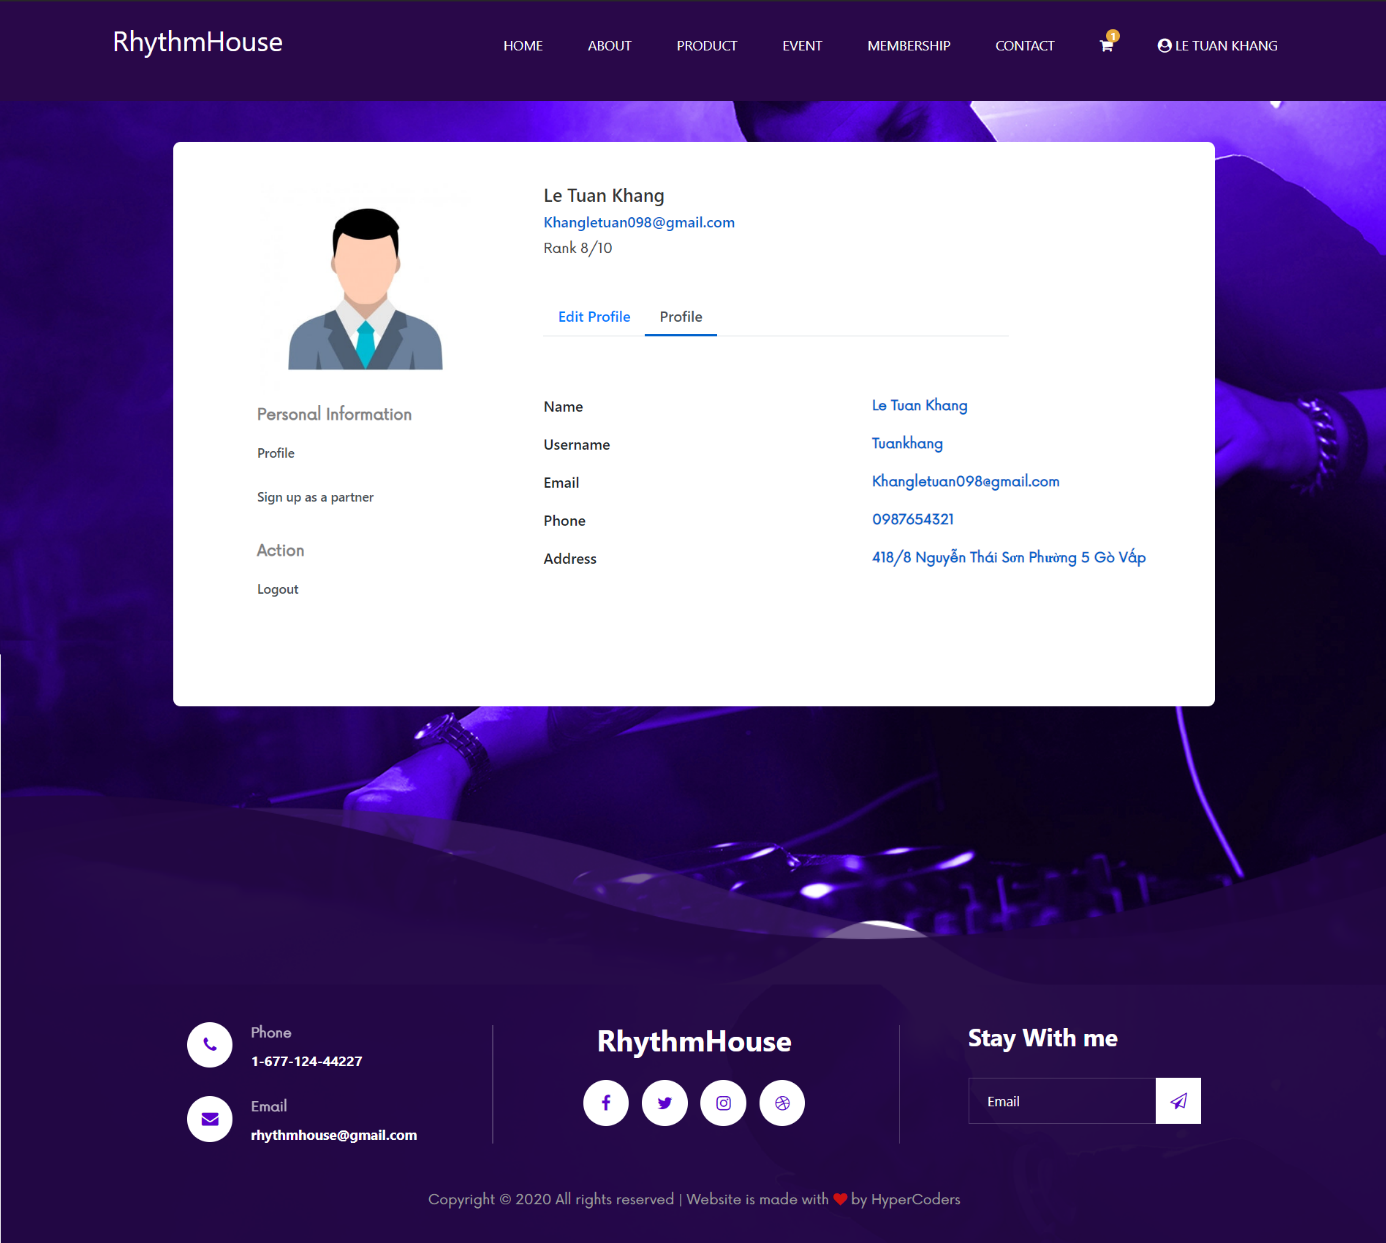 RhythmHouse
HOME ABOUT PRODUCT EVENT MEMBERSHIP CONTACT 1 LE TUAN KHANG
Le Tuan Khang
Khangletuan098@gmail.com
Rank 8/10
Edit Profile Profile
Personal Information
Profile
Sign up as a partner
Action
Logout
Name Le Tuan Khang
Username Tuankhang
Email Khangletuan098@gmail.com
Phone 0987654321
Address 418/8 Nguyễn Thái Sơn Phường 5 Gò Vấp
Phone
1-677-124-44227
Email
rhythmhouse@gmail.com
RhythmHouse
Stay With me
Email
Copyright © 2020 All rights reserved | Website is made with ❤ by HyperCoders